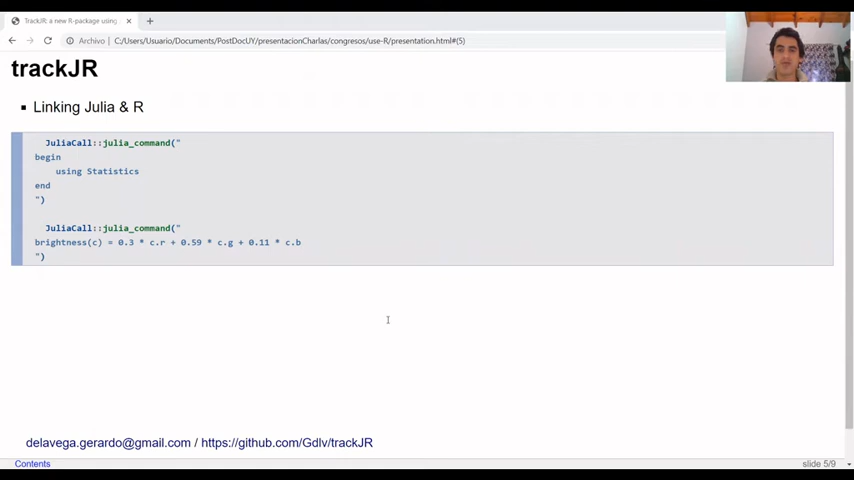 TrackJR: a new R-package using
Archivo
C:/Users/Usuario/Documents/PostDocUY/presentacionCharlas/congresos/use-R/presentation.html#(5)
trackJR
Linking Julia & R
JuliaCall::julia_command("
begin
using Statistics
end
")
JuliaCall::julia_command("
brightness(c) = 0.3 * c.r + 0.59 * c.g + 0.11 * c.b
")
delavega.gerardo@gmail.com / https://github.com/Gdlv/trackJR
Contents
slide 5/9